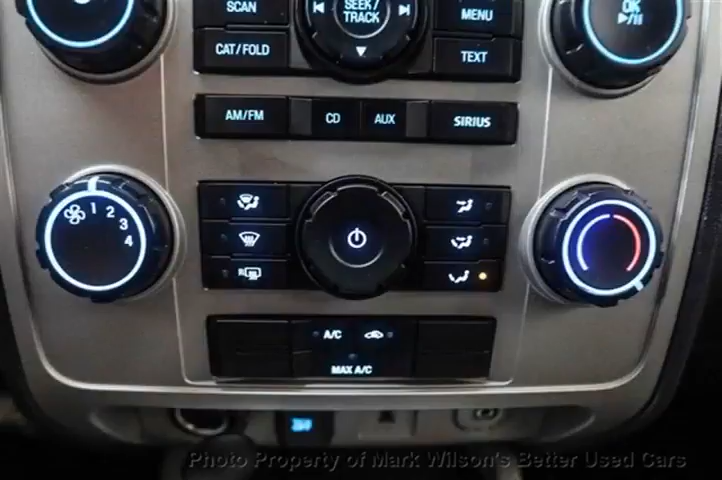 SCAN
SEEK/
TRACK
MENU
OK
CAT/FOLD
TEXT
AM/FM
CD
AUX
SIRIUS
1 2 3 4
R
A/C
MAX A/C
Photo Property of Mark Wilson's Better Used Cars